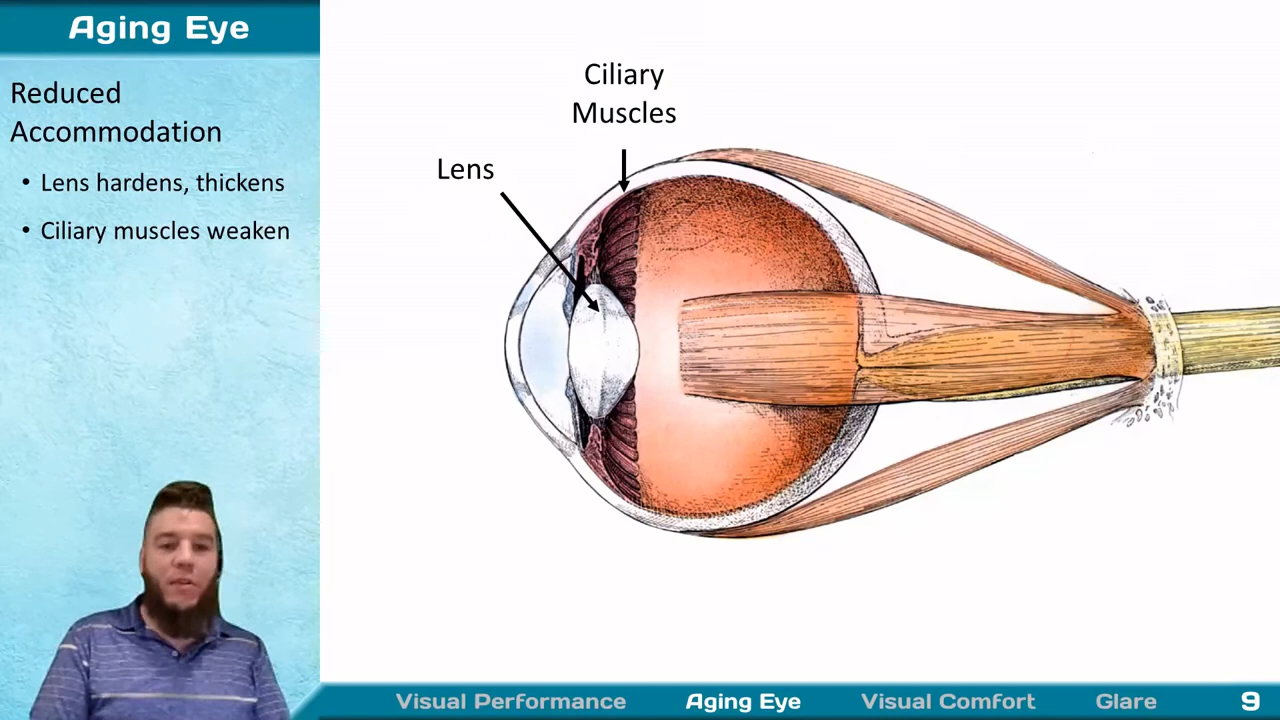 Aging Eye
Reduced
Accommodation
• Lens hardens, thickens
• Ciliary muscles weaken
Ciliary
Muscles
Lens
Visual Performance
Aging Eye
Visual Comfort
Glare
9